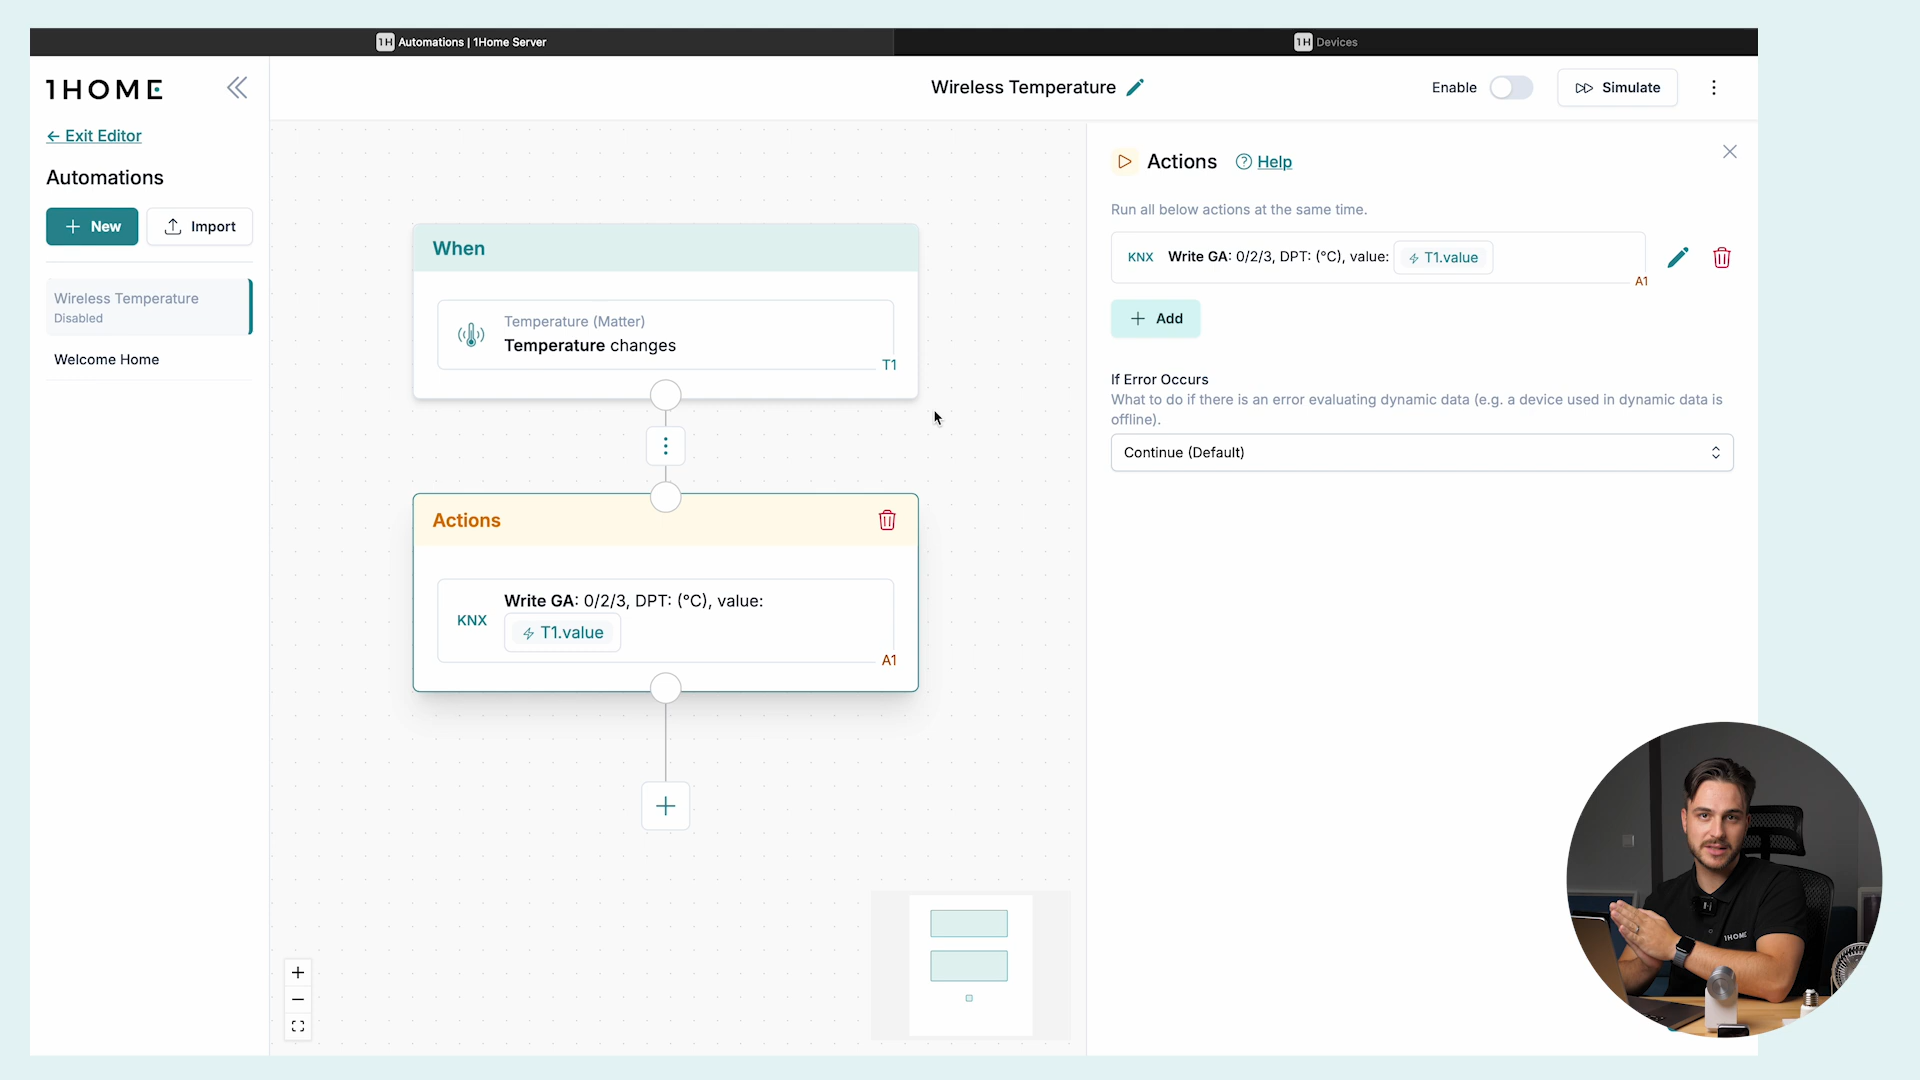 1H Automations | 1Home Server
1H Devices
1HOME
← Exit Editor
Automations
+ New
Import
Wireless Temperature
Disabled
Welcome Home
Wireless Temperature
Enable
Simulate
When
Temperature (Matter)
Temperature changes
T1
Actions
KNX
Write GA: 0/2/3, DPT: (°C), value:
T1.value
A1
Actions
Help
Run all below actions at the same time.
KNX Write GA: 0/2/3, DPT: (°C), value: T1.value
A1
+ Add
If Error Occurs
What to do if there is an error evaluating dynamic data (e.g. a device used in dynamic data is
offline).
Continue (Default)
1HOME